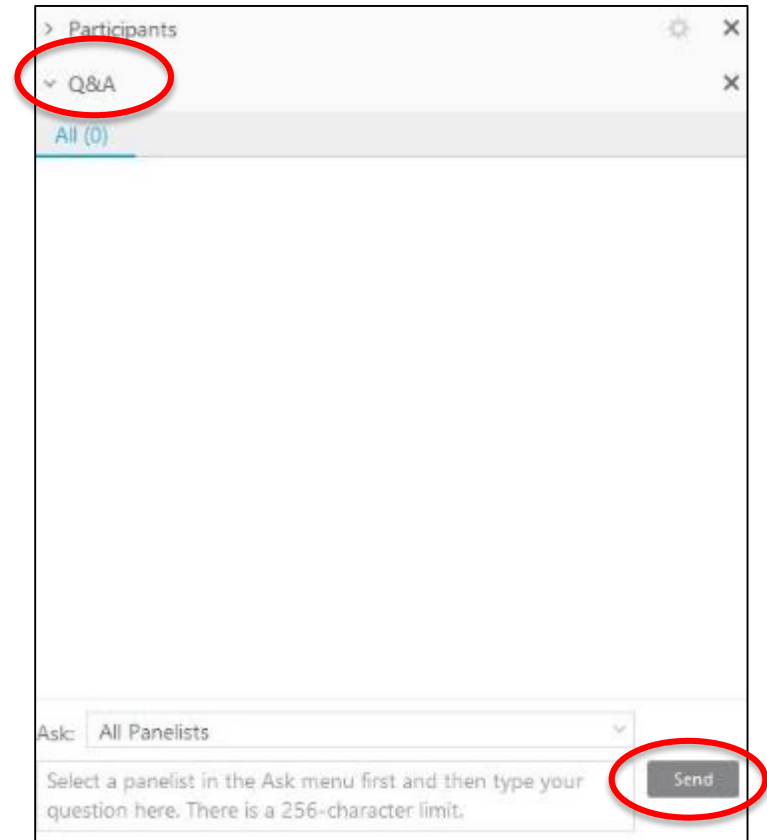 Participants
Q&A
All (0)
Ask: All Panelists
Select a panelist in the Ask menu first and then type your
question here. There is a 256-character limit.
Send